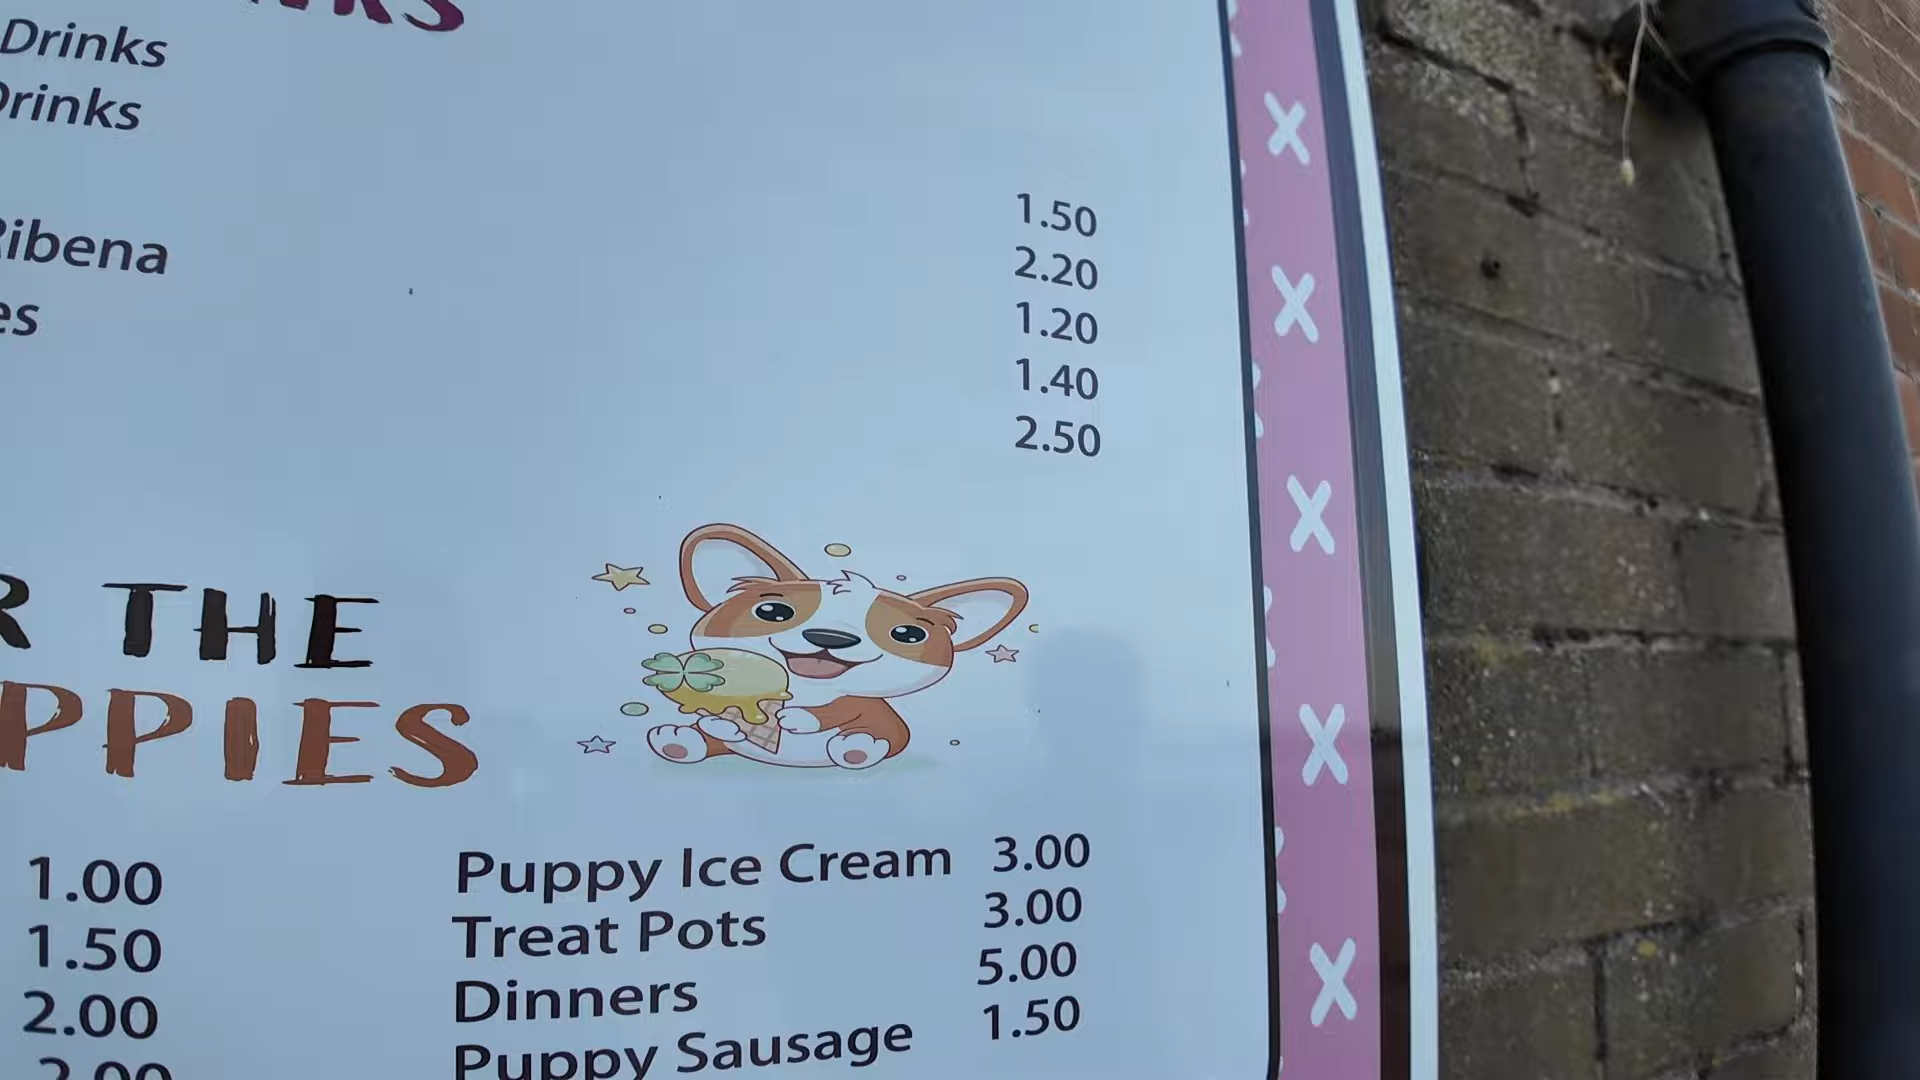 Drinks
Drinks
Ribena
1.50
2.20
1.20
1.40
2.50
THE
PPIES
1.00
1.50
2.00
Puppy Ice Cream 3.00
Treat Pots 3.00
Dinners 5.00
Puppy Sausage 1.50